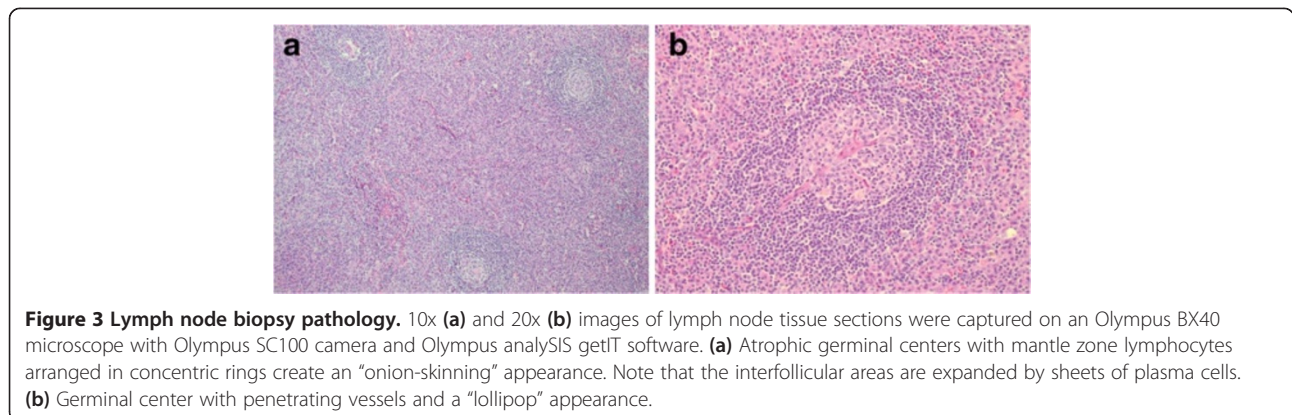 a
b
Figure 3 Lymph node biopsy pathology. 10x (a) and 20x (b) images of lymph node tissue sections were captured on an Olympus BX40
microscope with Olympus SC100 camera and Olympus analySIS getIT software. (a) Atrophic germinal centers with mantle zone lymphocytes
arranged in concentric rings create an “onion-skinning” appearance. Note that the interfollicular areas are expanded by sheets of plasma cells.
(b) Germinal center with penetrating vessels and a “lollipop” appearance.